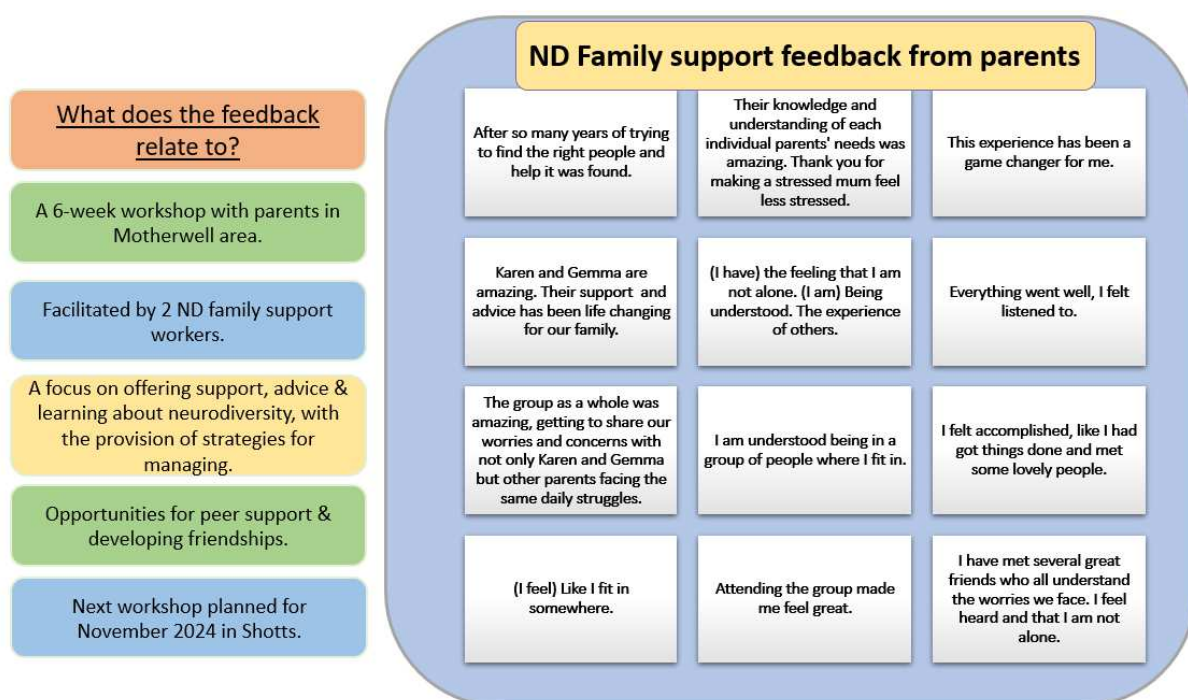 ND Family support feedback from parents
What does the feedback
relate to?
A 6-week workshop with parents in
Motherwell area.
Facilitated by 2 ND family support
workers.
A focus on offering support, advice &
learning about neurodiversity, with
the provision of strategies for
managing.
Opportunities for peer support &
developing friendships.
Next workshop planned for
November 2024 in Shotts.
After so many years of trying
to find the right people and
help it was found.
Their knowledge and
understanding of each
individual parents' needs was
amazing. Thank you for
making a stressed mum feel
less stressed.
This experience has been a
game changer for me.
Karen and Gemma are
amazing. Their support and
advice has been life changing
for our family.
(I have) the feeling that I am
not alone. (I am) Being
understood. The experience
of others.
Everything went well, I felt
listened to.
The group as a whole was
amazing, getting to share our
worries and concerns with
not only Karen and Gemma
but other parents facing the
same daily struggles.
I am understood being in a
group of people where I fit in.
I felt accomplished, like I had
got things done and met
some lovely people.
(I feel) Like I fit in
somewhere.
Attending the group made
me feel great.
I have met several great
friends who all understand
the worries we face. I feel
heard and that I am not
alone.